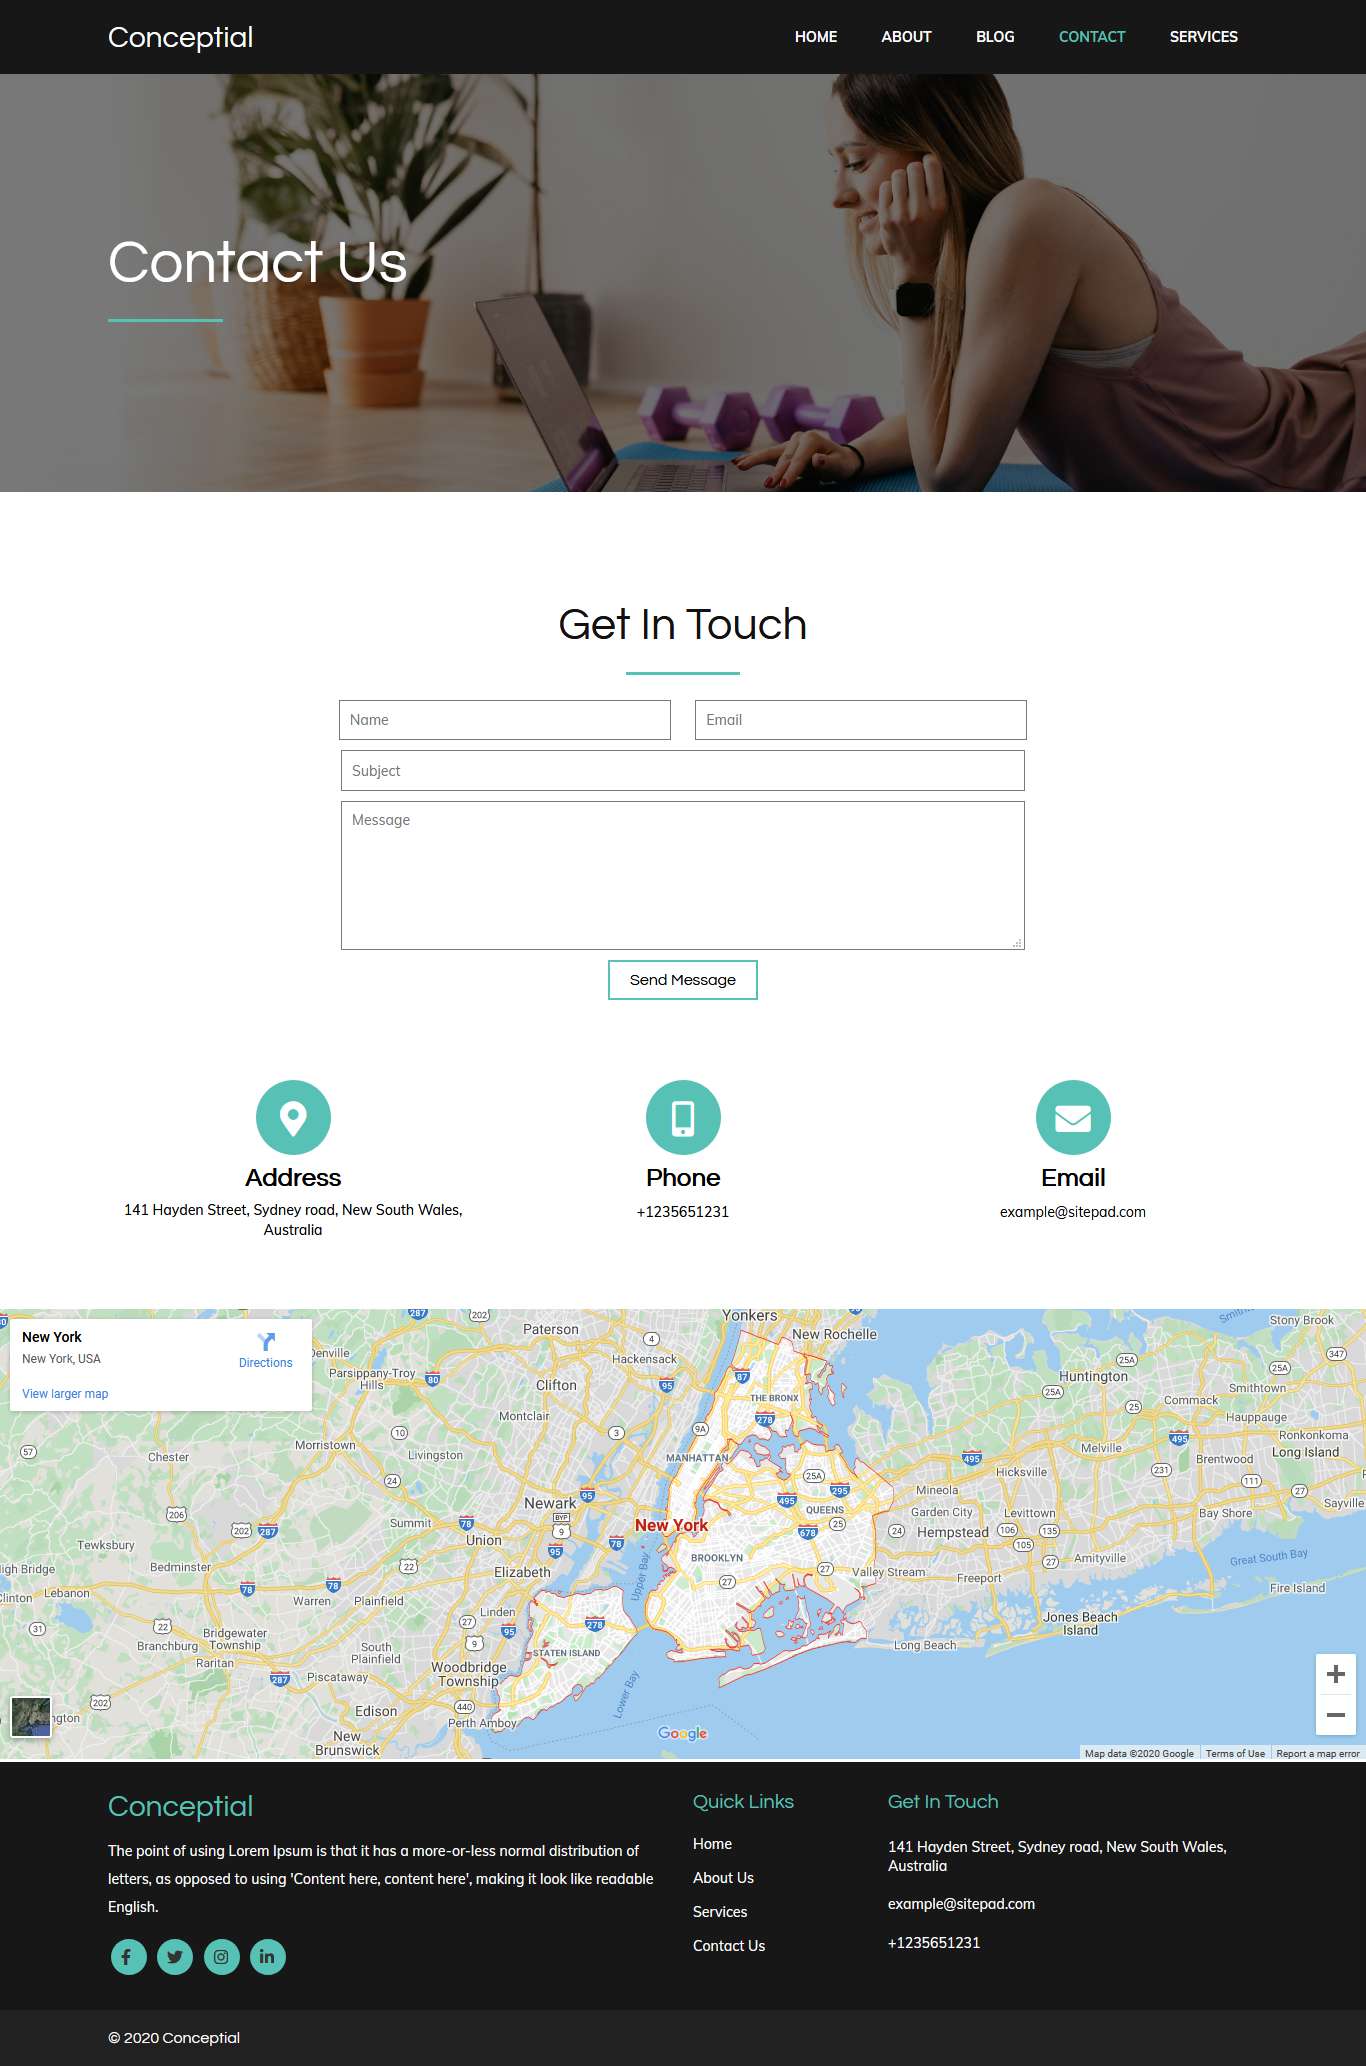 Conceptial
HOME ABOUT BLOG CONTACT SERVICES
Contact Us
Get In Touch
Name
Email
Subject
Message
Send Message
Address
141 Hayden Street, Sydney road, New South Wales,
Australia
Phone
+1235651231
Email
example@sitepad.com
New York
New York, USA
Directions
View larger map
Yonkers
Paterson
New Rochelle
Stony Brook
Hackensack
Parsippany-Troy
Hills
Clifton
Huntington
Smithtown
Commack
THE BRONX
Montclair
Hauppauge
Morristown
Livingston
Ronkonkoma
Chester
MANHATTAN
Melville
Long Island
Brentwood
Hicksville
Mineola
Newark
QUEENS
Garden City
Levittown
Bay Shore
Sayville
Summit
New York
Hempstead
Union
Tewksbury
BROOKLYN
Amityville
Great South Bay
Bedminster
Elizabeth
Upper Bay
Valley Stream
Freeport
Fire Island
Lebanon
Warren
Plainfield
Linden
Jones Beach
Island
Bridgewater
Township
Branchburg
South
Plainfield
STATEN ISLAND
Long Beach
Raritan
Woodbridge
Township
Piscataway
Lower Bay
Edison
Perth Amboy
New
Brunswick
Google
Map data ©2020 Google Terms of Use Report a map error
Conceptial
The point of using Lorem Ipsum is that it has a more-or-less normal distribution of
letters, as opposed to using 'Content here, content here', making it look like readable
English.
Quick Links
Home
About Us
Services
Contact Us
Get In Touch
141 Hayden Street, Sydney road, New South Wales,
Australia
example@sitepad.com
+1235651231
© 2020 Conceptial